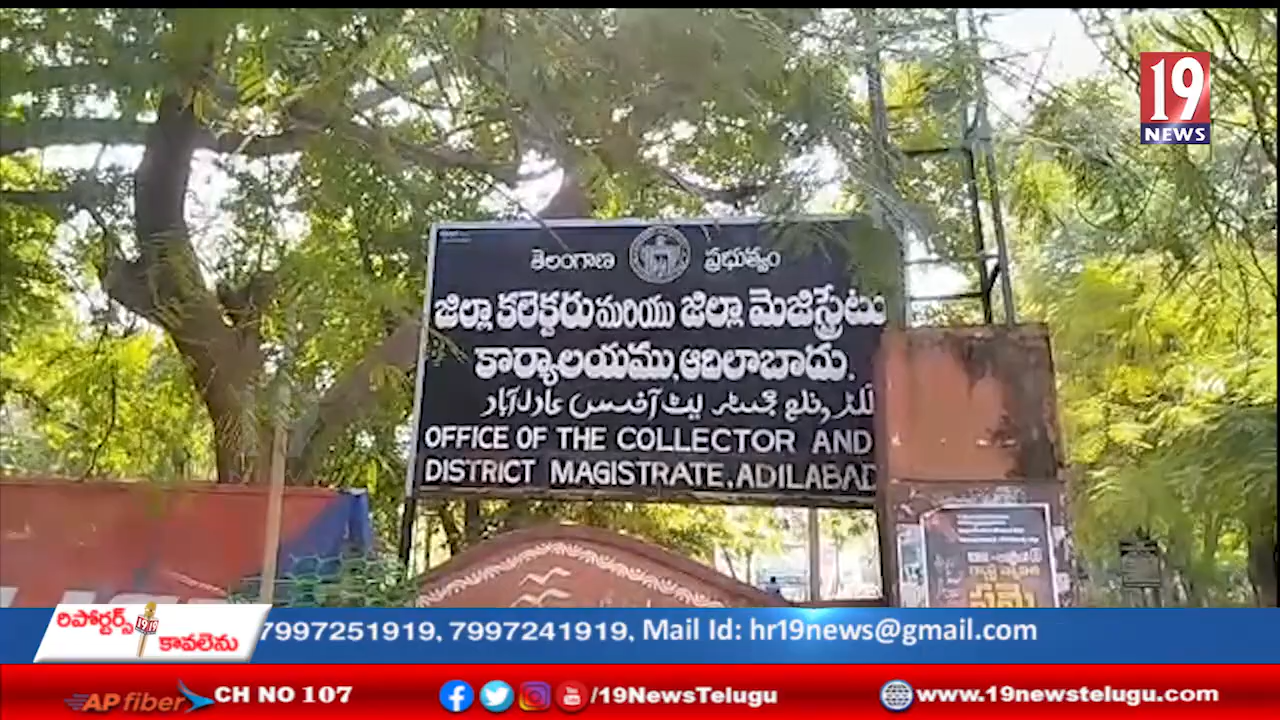 19
NEWS
తెలంగాణ ప్రభుత్వం
జిల్లా కలెక్టరు మరియు జిల్లా మెజిస్ట్రేటు
కార్యాలయము, ఆదిలాబాదు.
OFFICE OF THE COLLECTOR AND
DISTRICT MAGISTRATE, ADILABAD
రిపోర్టర్స్
కావలెను
7997251919, 7997241919, Mail Id: hr19news@gmail.com
AP fiber CH NO 107 /19NewsTelugu www.19newstelugu.com